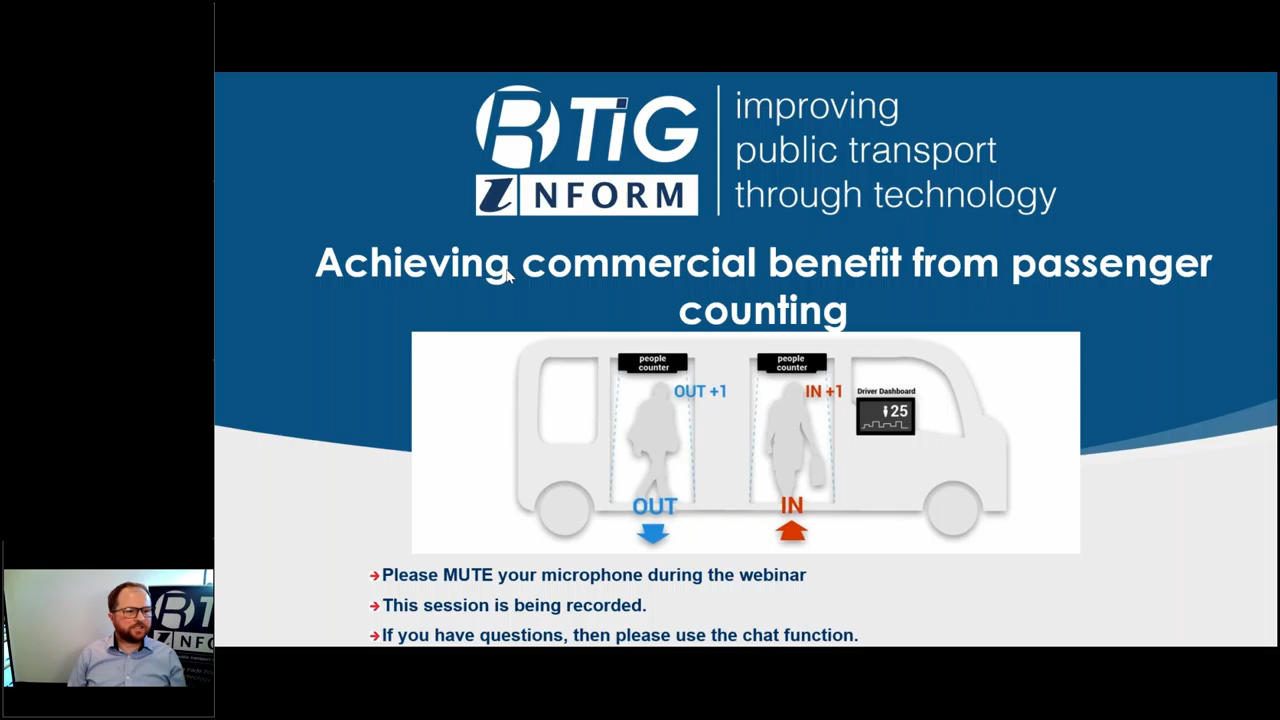 RTiG
iNFORM
improving
public transport
through technology
Achieving commercial benefit from passenger
counting
people
counter
people
counter
OUT +1
IN +1
Driver Dashboard
25
OUT
IN
Please MUTE your microphone during the webinar
This session is being recorded.
If you have questions, then please use the chat function.
RTiG
iNFOR